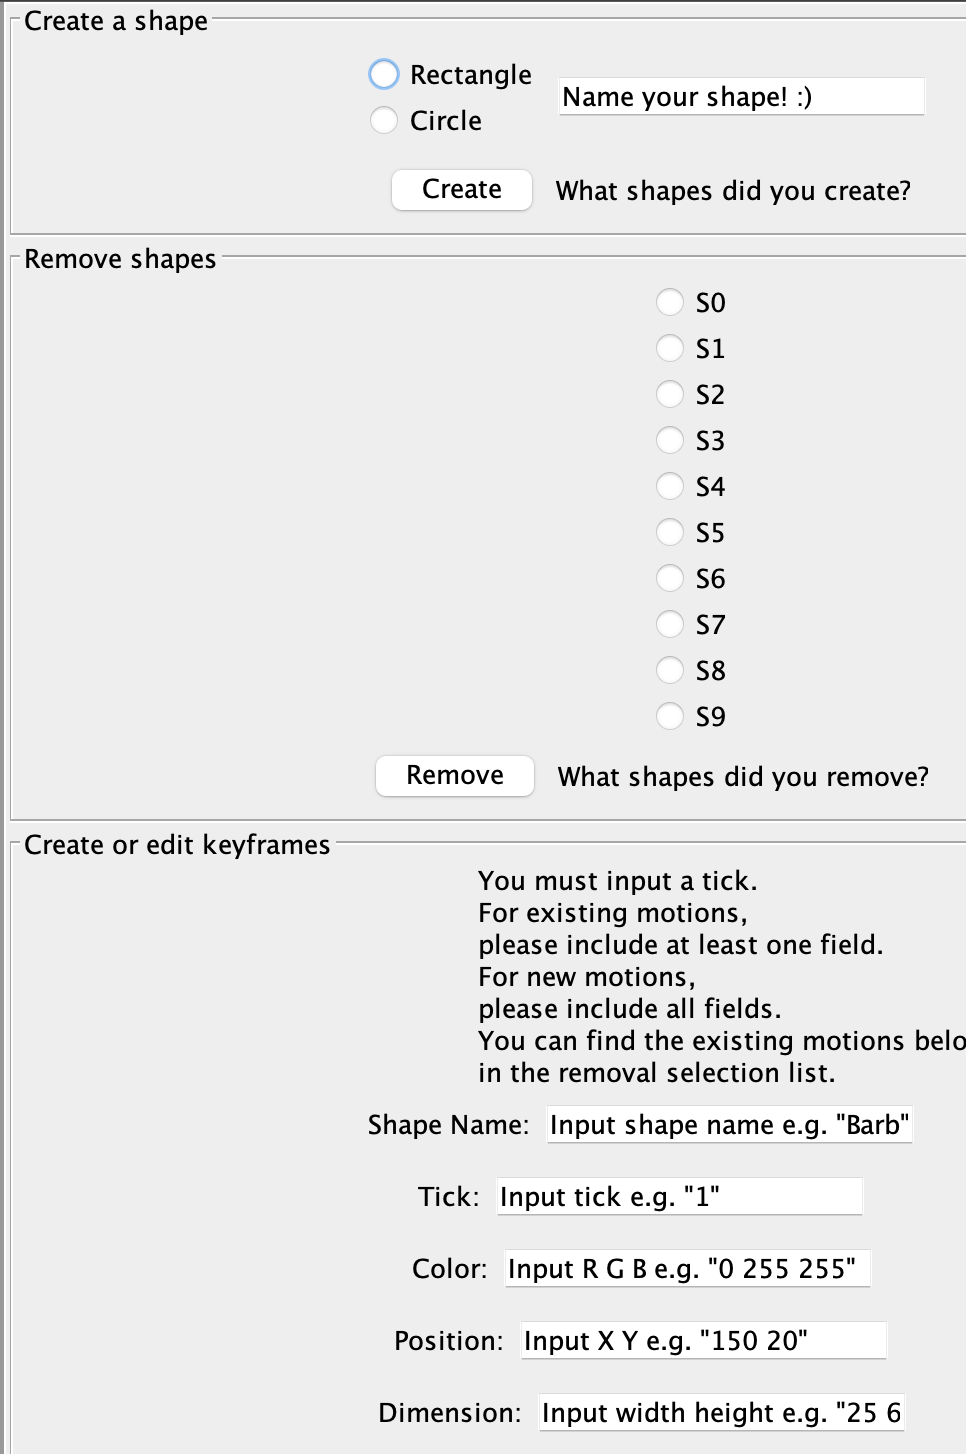 Create a shape
Rectangle
Name your shape! :)
Circle
Create
What shapes did you create?
Remove shapes
S0
S1
S2
S3
S4
S5
S6
S7
S8
S9
Remove
What shapes did you remove?
Create or edit keyframes
You must input a tick.
For existing motions,
please include at least one field.
For new motions,
please include all fields.
You can find the existing motions belo
in the removal selection list.
Shape Name: Input shape name e.g. "Barb"
Tick: Input tick e.g. "1"
Color: Input R G B e.g. "0 255 255"
Position: Input X Y e.g. "150 20"
Dimension: Input width height e.g. "25 6